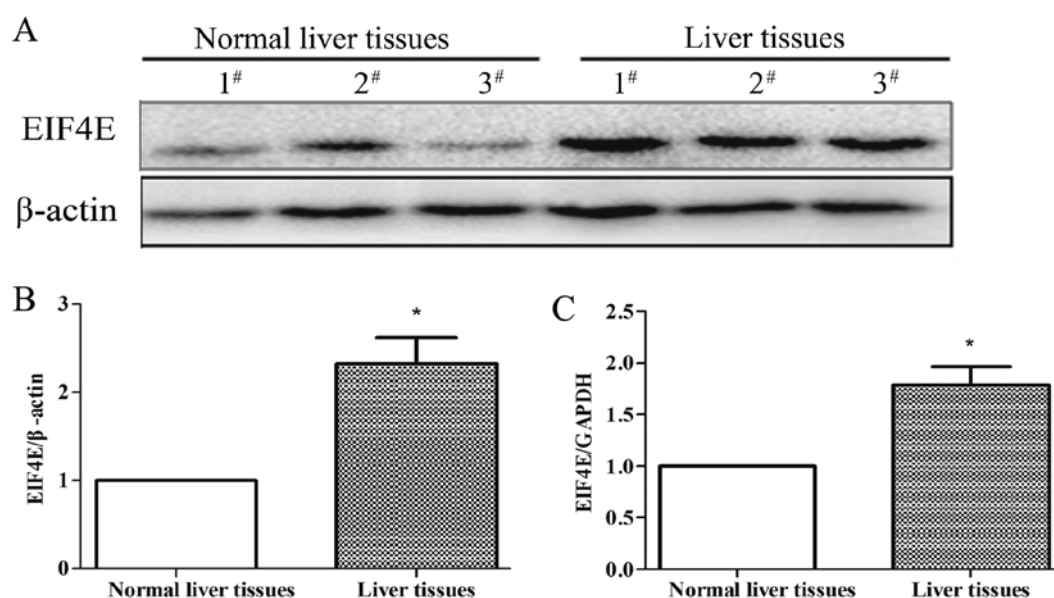 A
Normal liver tissues
Liver tissues
1# 2# 3# 1# 2# 3#
EIF4E
β-actin
B
EIF4E/β-actin
3
2
1
0
*
Normal liver tissues
Liver tissues
C
EIF4E/GAPDH
2.5
2.0
1.5
1.0
0.5
0.0
*
Normal liver tissues
Liver tissues